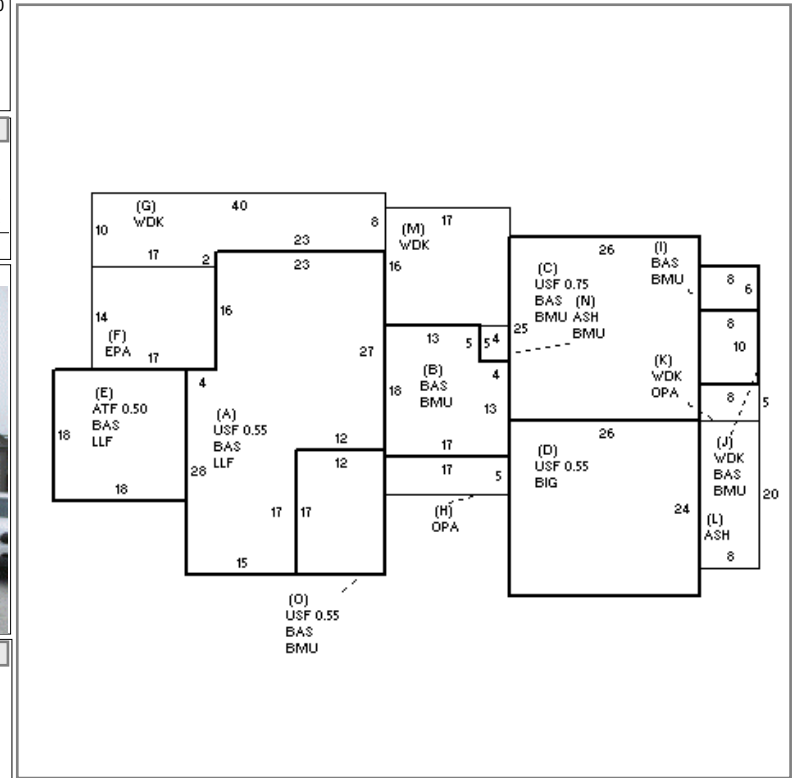 (G)
WDK
40
8
10
17
2
23
23
(M)
WDK
17
16
14
(F)
EPA
17
16
27
4
(E)
ATF 0.50
BAS
LLF
18
18
(A)
USF 0.55
BAS
LLF
28
12
12
17
17
15
(O)
USF 0.55
BAS
BMU
13
5
5
4
4
(B)
BAS
BMU
18
13
17
17
5
(H)
OPA
26
25
(C)
USF 0.75
BAS
BMU
(N)
ASH
BMU
(I)
BAS
BMU
8
6
8
10
(K)
WDK
OPA
8
5
26
(D)
USF 0.55
BIG
24
(J)
WDK
BAS
BMU
20
(L)
ASH
8